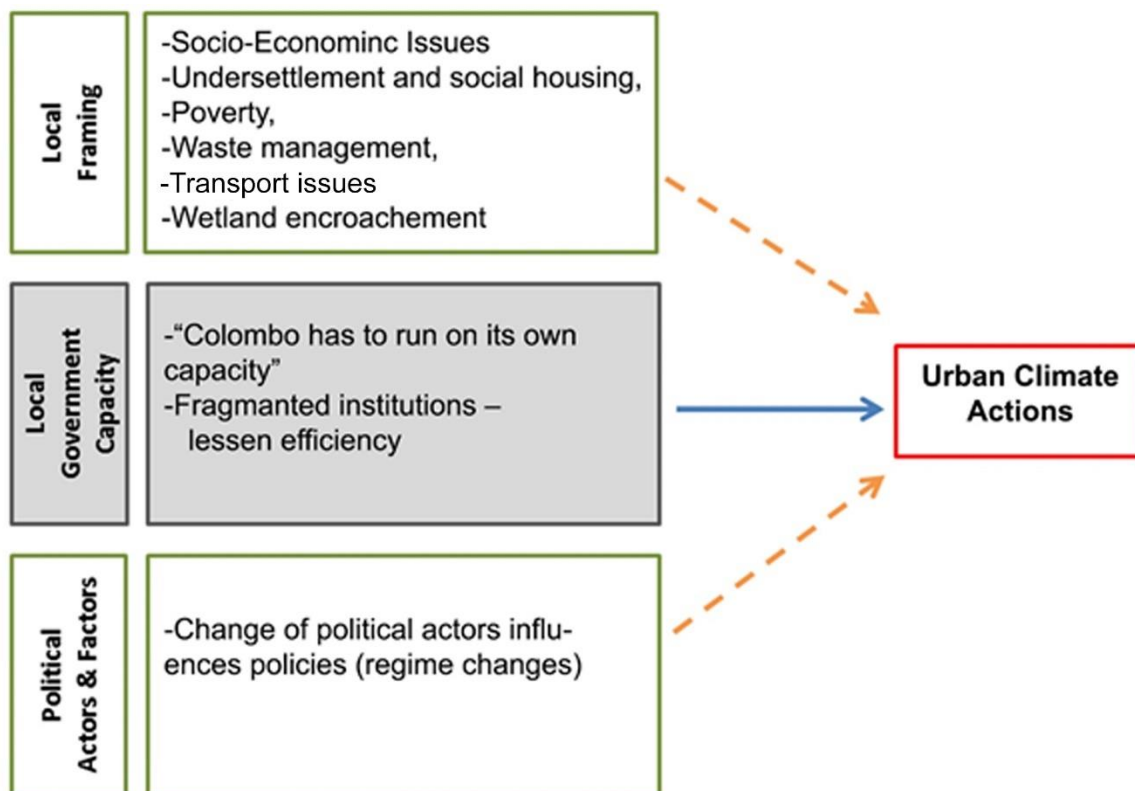 Local
Framing
-Socio-Econominc Issues
-Undersettlement and social housing,
-Poverty,
-Waste management,
-Transport issues
-Wetland encroachement
Local
Government
Capacity
-“Colombo has to run on its own
capacity”
-Fragmanted institutions –
lessen efficiency
Political
Actors & Factors
-Change of political actors influ-
ences policies (regime changes)
Urban Climate
Actions